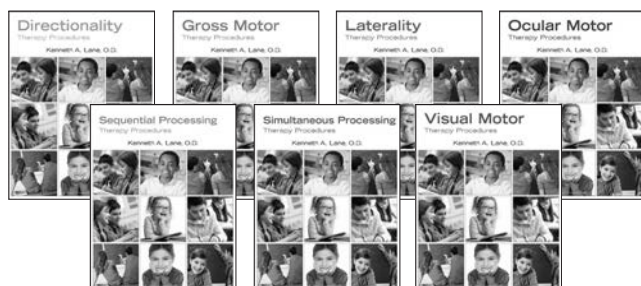 Directionality
Therapy Procedures
Kenneth A. Lane, O.D.
Gross Motor
Therapy Procedures
Kenneth A. Lane, O.D.
Laterality
Therapy Procedures
Kenneth A. Lane, O.D.
Ocular Motor
Therapy Procedures
Kenneth A. Lane, O.D.
Sequential Processing
Therapy Procedures
Kenneth A. Lane, O.D.
Simultaneous Processing
Therapy Procedures
Kenneth A. Lane, O.D.
Visual Motor
Therapy Procedures
Kenneth A. Lane, O.D.